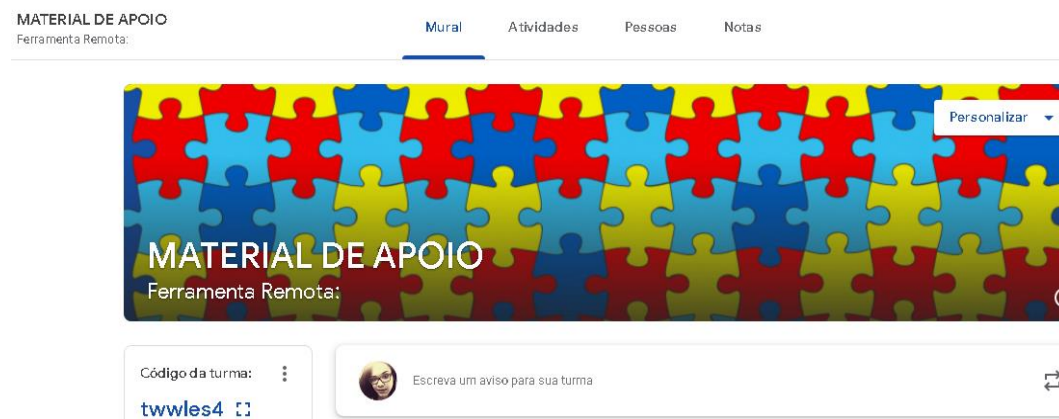 MATERIAL DE APOIO
Ferramenta Remota:
Mural Atividades Pessoas Notas
Personalizar
MATERIAL DE APOIO
Ferramenta Remota:
Código da turma:
twwles4
Escreva um aviso para sua turma